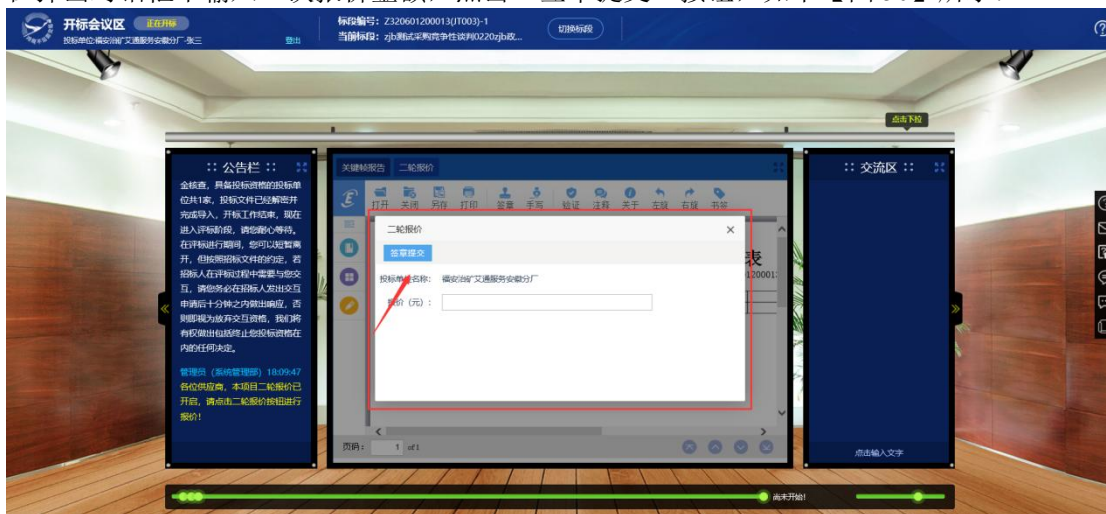 开标会议区 正在开标
投标单位:福安治矿艾通服务安徽分厂-张三 登出
标段编号：Z320601200013(JT003)-1
当前标段：zjb测试采购竞争性谈判0220zjb政...
切换标段
点击下拉
:: 公告栏 ::
金核查，具备投标资格的投标单
位共1家，投标文件已经解密并
完成导入，开标工作结束，现在
进入评标阶段，请您耐心等待。
在评标进行期间，您可以短暂离
开，但按照招标文件的约定，若
招标人在评标过程中需要与您交
互，请您务必在招标人发出交互
申请后十分钟之内做出响应，否
则即视为放弃交互资格，我们将
有权做出包括终止您投标资格在
内的任何决定。
管理员（系统管理部）18:09:47
各位供应商，本项目二轮报价已
开启，请点击二轮报价按钮进行
报价！
关键帧报告 二轮报价
打开 关闭 另存 打印 签章 手写 验证 注释 关于 左旋 右旋 书签
表
120001
二轮报价
签章提交
投标单位名称： 福安治矿艾通服务安徽分厂
报价（元）：
页码： 1 of1
:: 交流区 ::
点击输入文字
尚未开始!